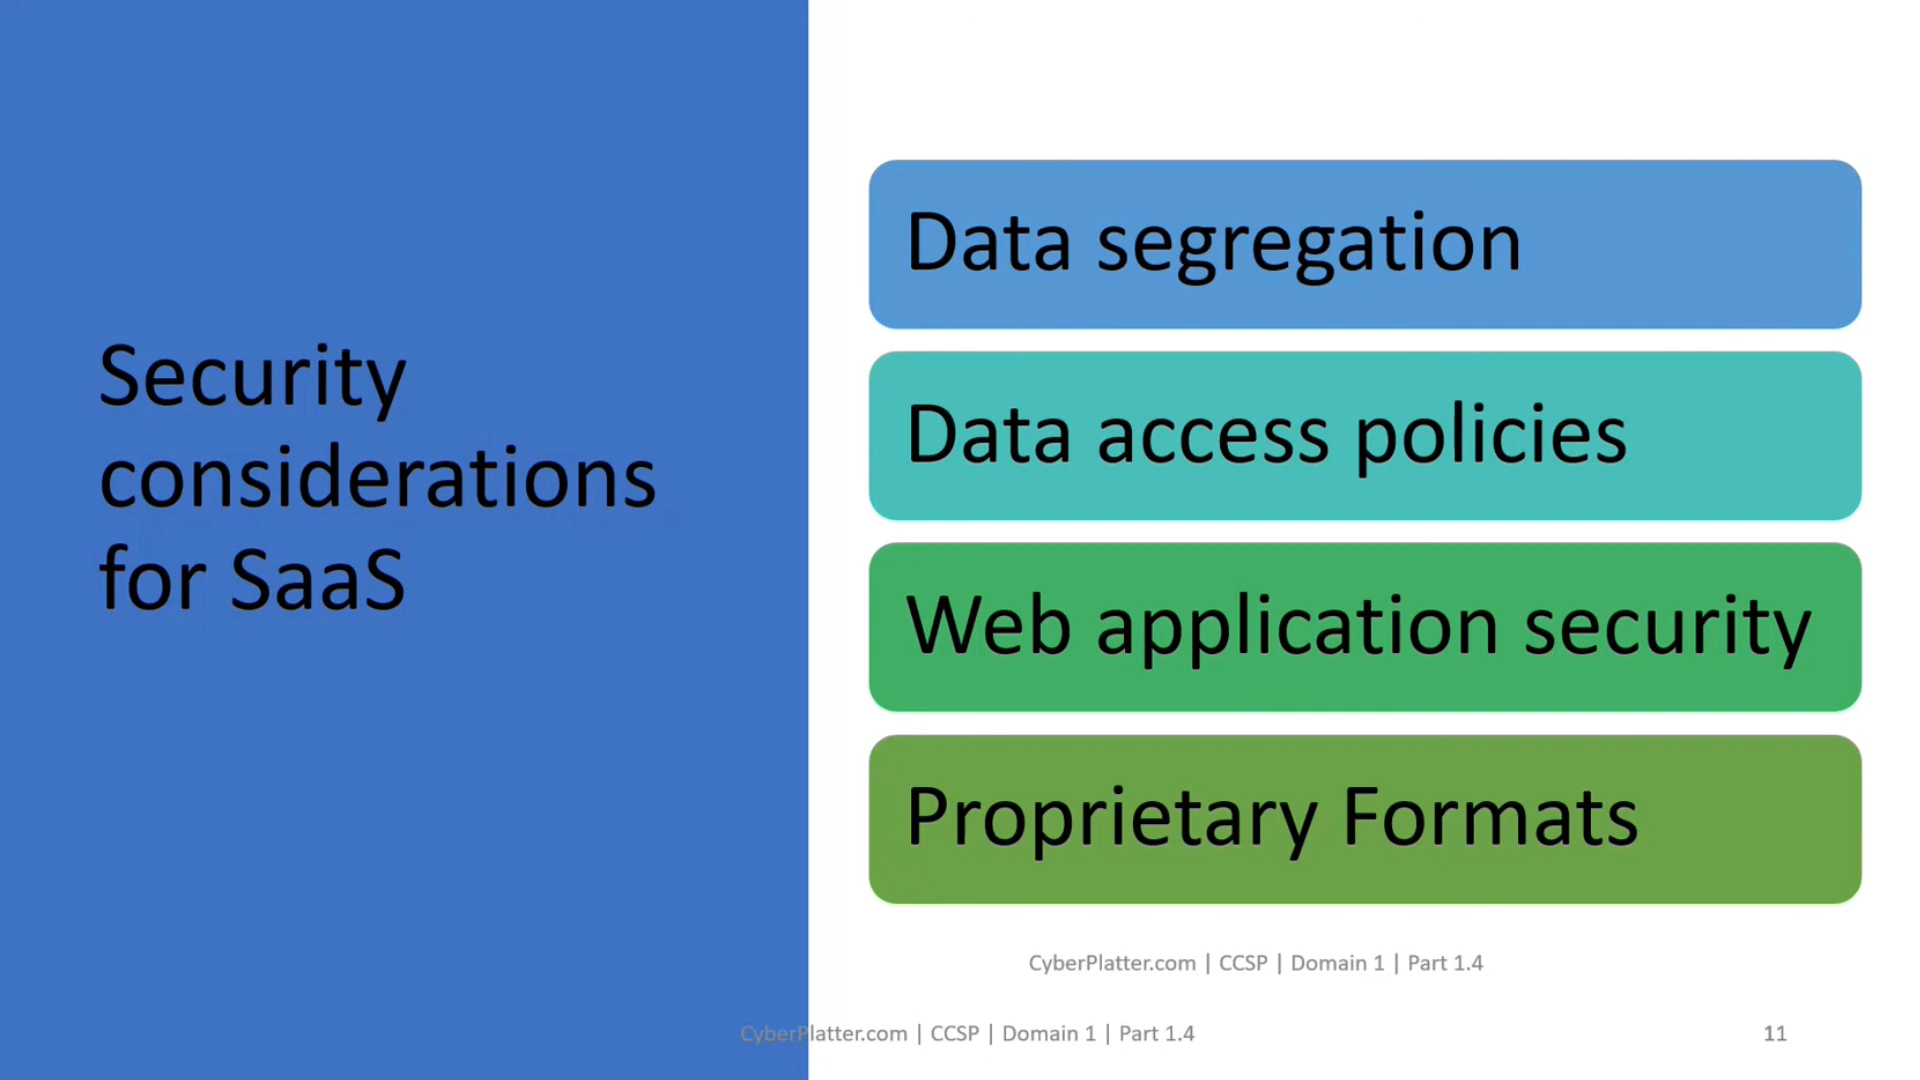 Security
considerations
for SaaS
Data segregation
Data access policies
Web application security
Proprietary Formats
CyberPlatter.com | CCSP | Domain 1 | Part 1.4
CyberPlatter.com | CCSP | Domain 1 | Part 1.4
11